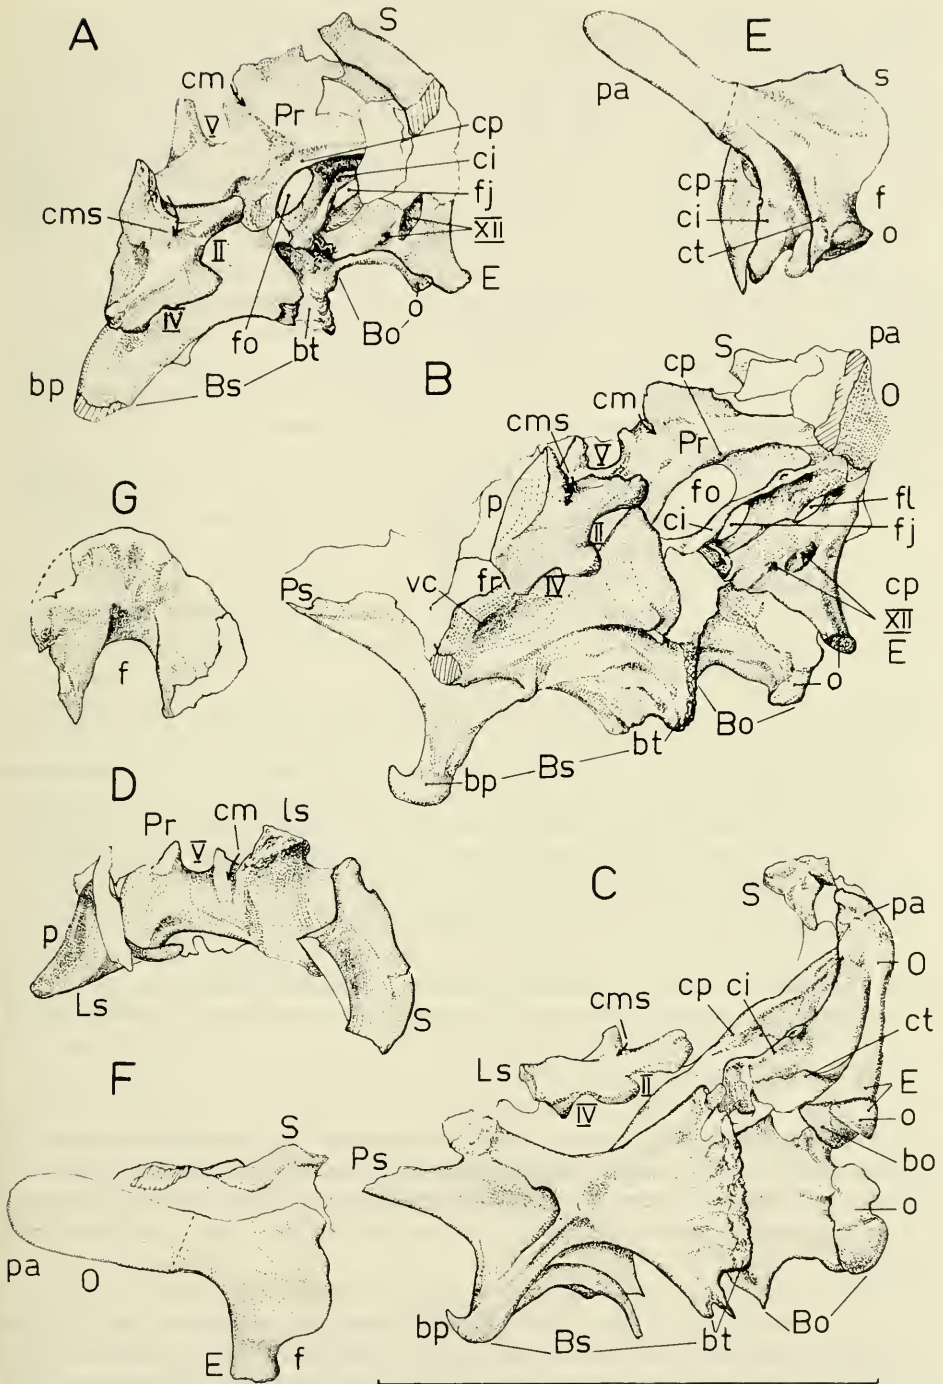 A
S
cm
V
Pr
cp
ci
fj
cms
II
XII
IV
E
o
fo
bt
Bo
bp
Bs
E
pa
s
cp
ci
f
ct
o
B
S
pa
cp
cm
O
cms
V
Pr
p
fo
fl
ci
fj
II
vc
fr
IV
cp
Ps
XII
E
o
Bo
bt
Bs
bp
G
f
D
Pr
V
cm
ls
p
Ls
S
C
S
pa
O
cp
ci
cms
ct
Ls
II
E
IV
o
bo
Ps
o
bp
Bs
bt
Bo
F
S
pa
O
E
f